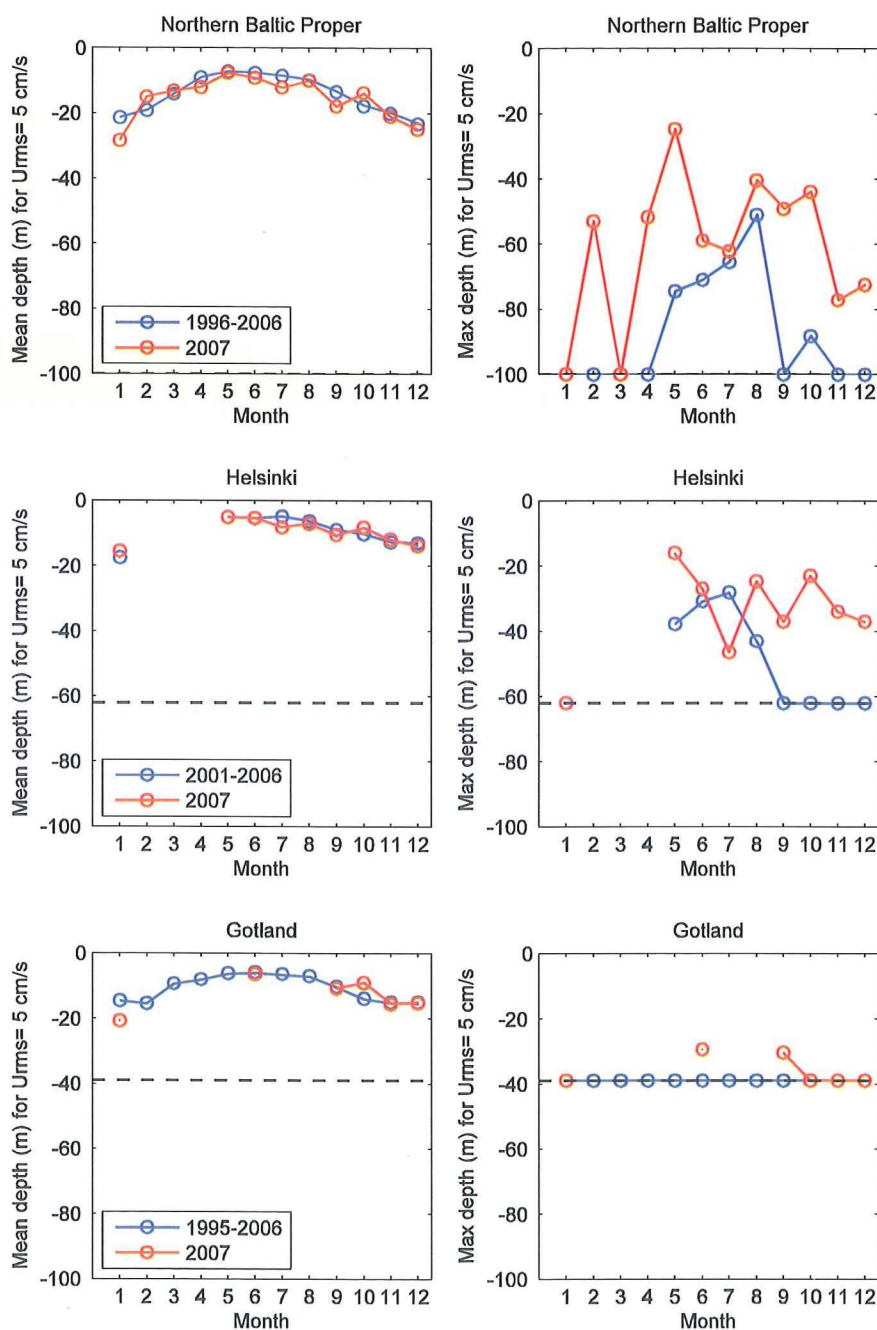 Northern Baltic Proper
Mean depth (m) for Urms= 5 cm/s
0
-20
-40
-60
-80
-100
1996-2006
2007
1 2 3 4 5 6 7 8 9 10 11 12
Month
Max depth (m) for Urms= 5 cm/s
0
-20
-40
-60
-80
-100
1 2 3 4 5 6 7 8 9 10 11 12
Month
Helsinki
Mean depth (m) for Urms= 5 cm/s
0
-20
-40
-60
-80
-100
2001-2006
2007
1 2 3 4 5 6 7 8 9 10 11 12
Month
Helsinki
Max depth (m) for Urms= 5 cm/s
0
-20
-40
-60
-80
-100
1 2 3 4 5 6 7 8 9 10 11 12
Month
Gotland
Mean depth (m) for Urms= 5 cm/s
0
-20
-40
-60
-80
-100
1995-2006
2007
1 2 3 4 5 6 7 8 9 10 11 12
Month
Gotland
Max depth (m) for Urms= 5 cm/s
0
-20
-40
-60
-80
-100
1 2 3 4 5 6 7 8 9 10 11 12
Month